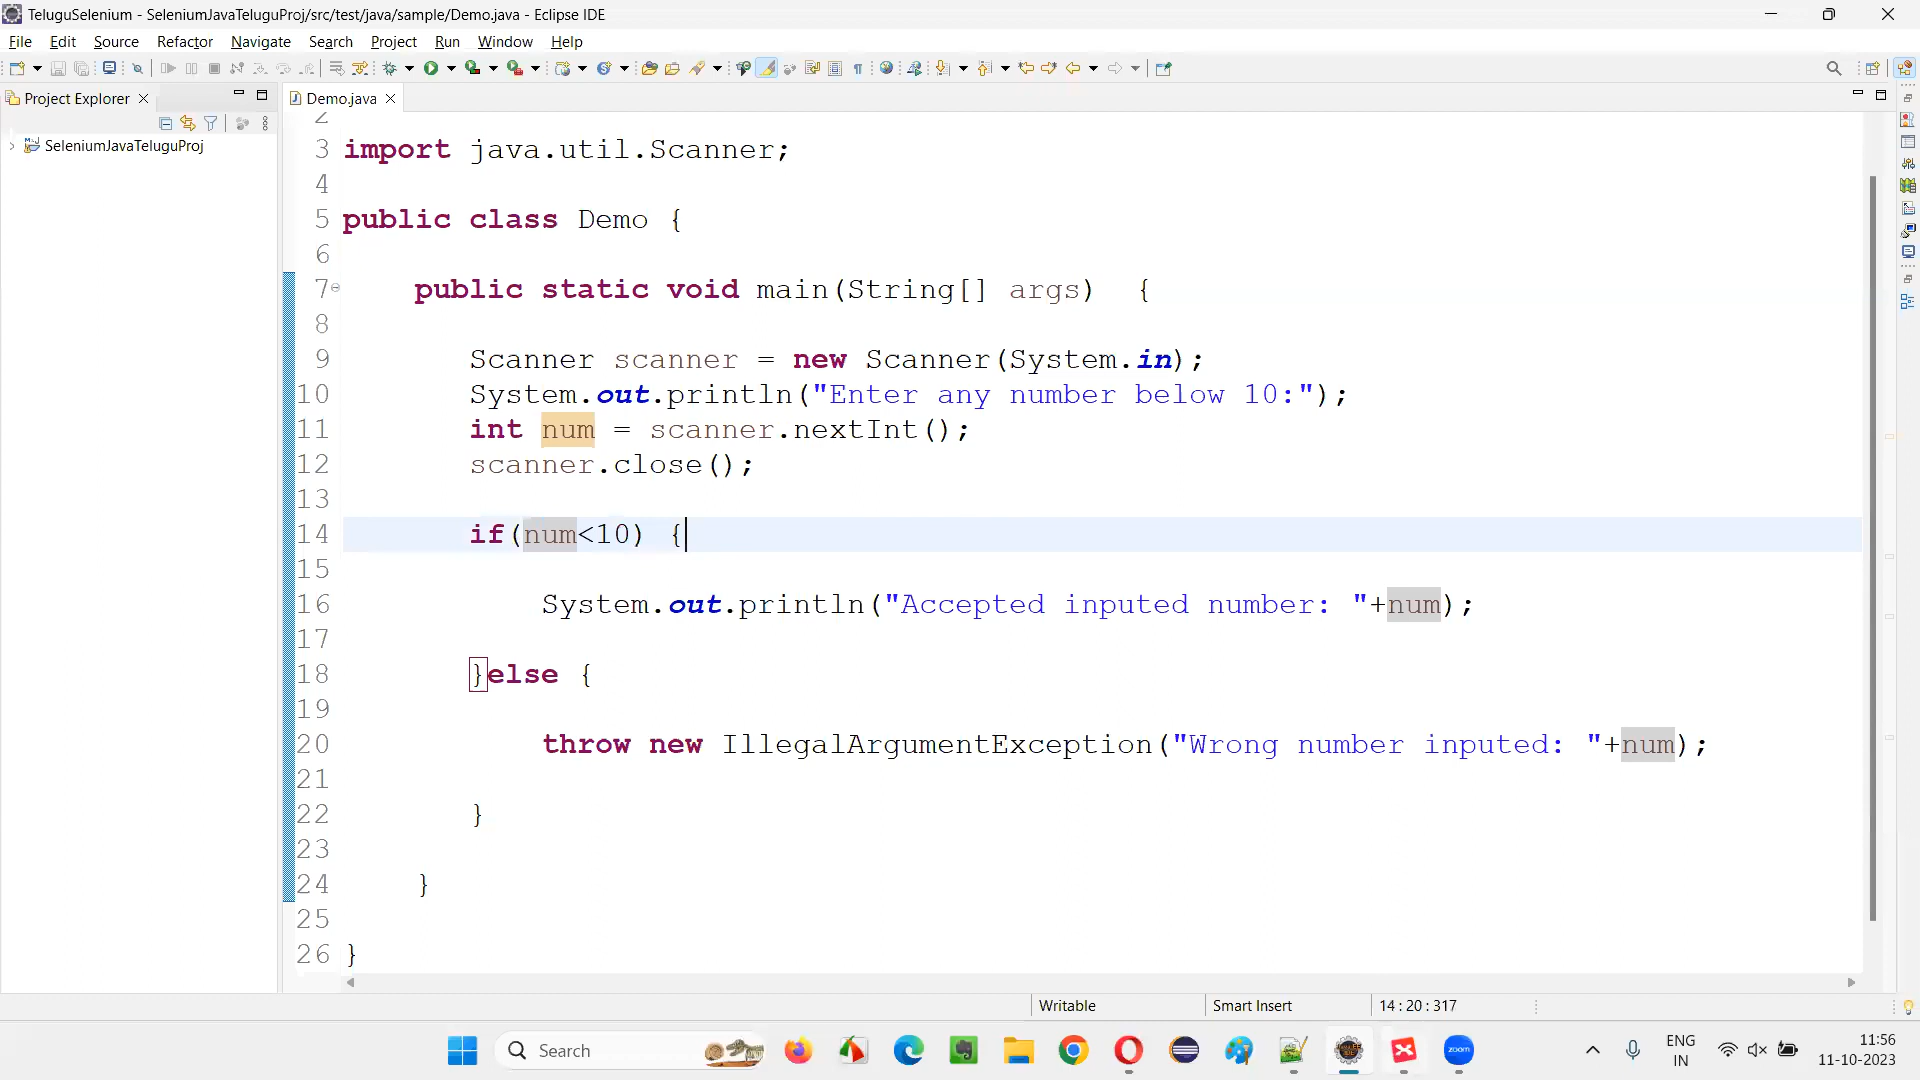 TeluguSelenium - SeleniumJavaTeluguProj/src/test/java/sample/Demo.java - Eclipse IDE
File Edit Source Refactor Navigate Search Project Run Window Help
Project Explorer
Demo.java
SeleniumJavaTeluguProj
2
3 import java.util.Scanner;
4
5 public class Demo {
6
7 public static void main(String[] args)  {
8
9 Scanner scanner = new Scanner(System.in);
10 System.out.println("Enter any number below 10:");
11 int num = scanner.nextInt();
12 scanner.close();
13
14 if(num<10) {
15
16 System.out.println("Accepted inputed number: "+num);
17
18 }else {
19
20 throw new IllegalArgumentException("Wrong number inputed: "+num);
21
22 }
23
24 }
25
26 }
Writable Smart Insert 14 : 20 : 317
Search
zoom
ENG
IN
11:56
11-10-2023